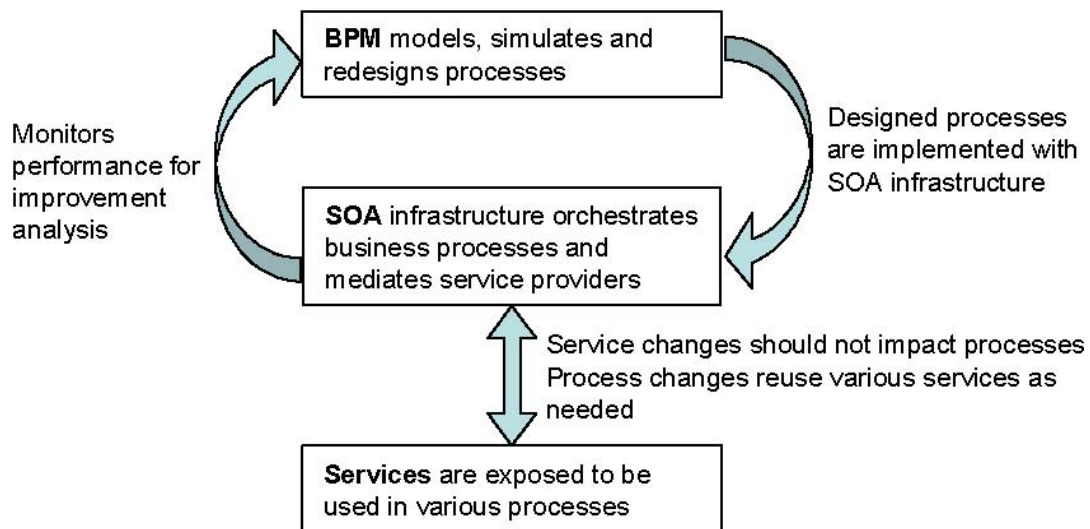 BPM models, simulates and
redesigns processes
Monitors
performance for
improvement
analysis
Designed processes
are implemented with
SOA infrastructure
SOA infrastructure orchestrates
business processes and
mediates service providers
Service changes should not impact processes
Process changes reuse various services as
needed
Services are exposed to be
used in various processes